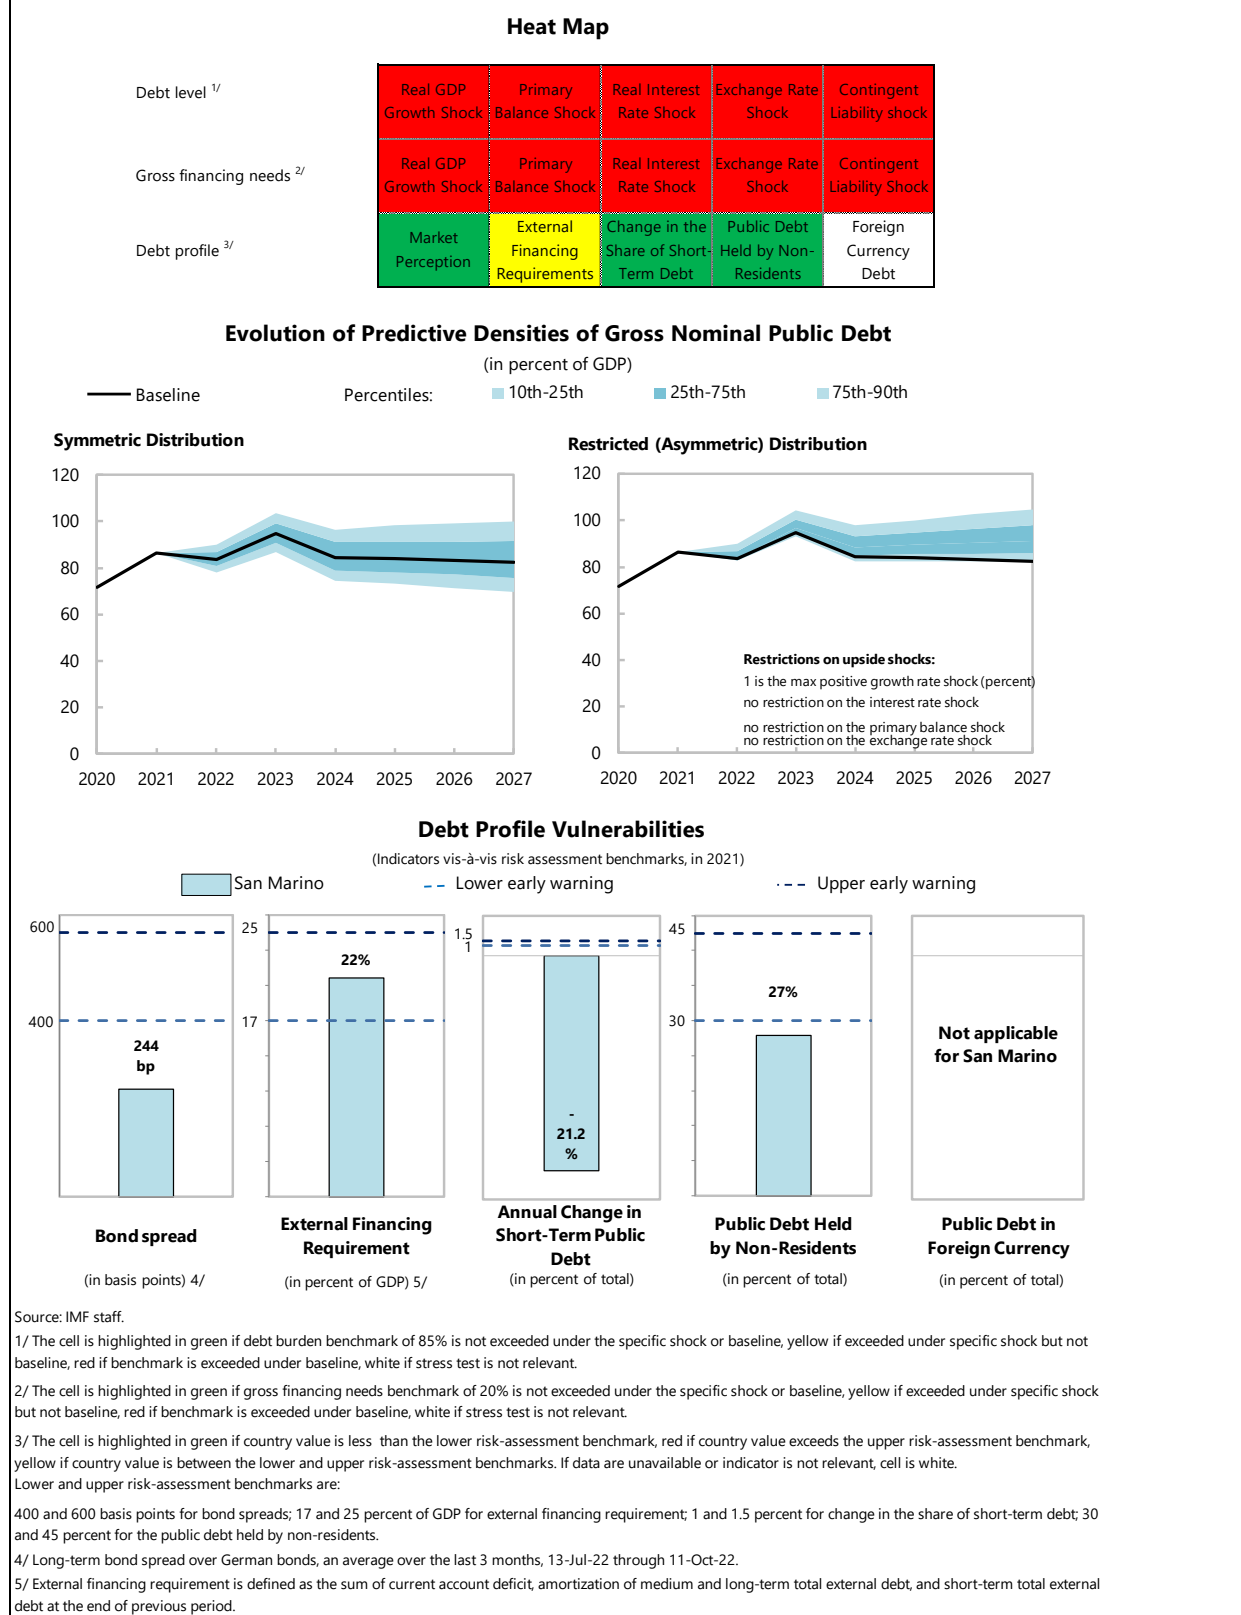 Heat Map
Debt level 1/
Real GDP Growth Shock
Primary Balance Shock
Real Interest Rate Shock
Exchange Rate Shock
Contingent Liability shock
Gross financing needs 2/
Real GDP Growth Shock
Primary Balance Shock
Real Interest Rate Shock
Exchange Rate Shock
Contingent Liability Shock
Debt profile 3/
Market Perception
External Financing Requirements
Change in the Share of Short-Term Debt
Public Debt Held by Non-Residents
Foreign Currency Debt
Evolution of Predictive Densities of Gross Nominal Public Debt
(in percent of GDP)
Baseline
Percentiles:
10th-25th
25th-75th
75th-90th
Symmetric Distribution
120
100
80
60
40
20
0
2020 2021 2022 2023 2024 2025 2026 2027
Restricted (Asymmetric) Distribution
120
100
80
60
40
20
0
Restrictions on upside shocks:
1 is the max positive growth rate shock (percent)
no restriction on the interest rate shock
no restriction on the primary balance shock
no restriction on the exchange rate shock
2020 2021 2022 2023 2024 2025 2026 2027
Debt Profile Vulnerabilities
(Indicators vis-à-vis risk assessment benchmarks, in 2021)
San Marino
Lower early warning
Upper early warning
600
400
244
bp
Bond spread
(in basis points) 4/
25
17
22%
External Financing
Requirement
(in percent of GDP) 5/
1.5
1
-
21.2
%
Annual Change in
Short-Term Public
Debt
(in percent of total)
45
30
27%
Public Debt Held
by Non-Residents
(in percent of total)
Not applicable
for San Marino
Public Debt in
Foreign Currency
(in percent of total)
Source: IMF staff.
1/ The cell is highlighted in green if debt burden benchmark of 85% is not exceeded under the specific shock or baseline, yellow if exceeded under specific shock but not
baseline, red if benchmark is exceeded under baseline, white if stress test is not relevant.
2/ The cell is highlighted in green if gross financing needs benchmark of 20% is not exceeded under the specific shock or baseline, yellow if exceeded under specific shock
but not baseline, red if benchmark is exceeded under baseline, white if stress test is not relevant.
3/ The cell is highlighted in green if country value is less than the lower risk-assessment benchmark, red if country value exceeds the upper risk-assessment benchmark,
yellow if country value is between the lower and upper risk-assessment benchmarks. If data are unavailable or indicator is not relevant, cell is white.
Lower and upper risk-assessment benchmarks are:
400 and 600 basis points for bond spreads; 17 and 25 percent of GDP for external financing requirement; 1 and 1.5 percent for change in the share of short-term debt; 30
and 45 percent for the public debt held by non-residents.
4/ Long-term bond spread over German bonds, an average over the last 3 months, 13-Jul-22 through 11-Oct-22.
5/ External financing requirement is defined as the sum of current account deficit, amortization of medium and long-term total external debt, and short-term total external
debt at the end of previous period.